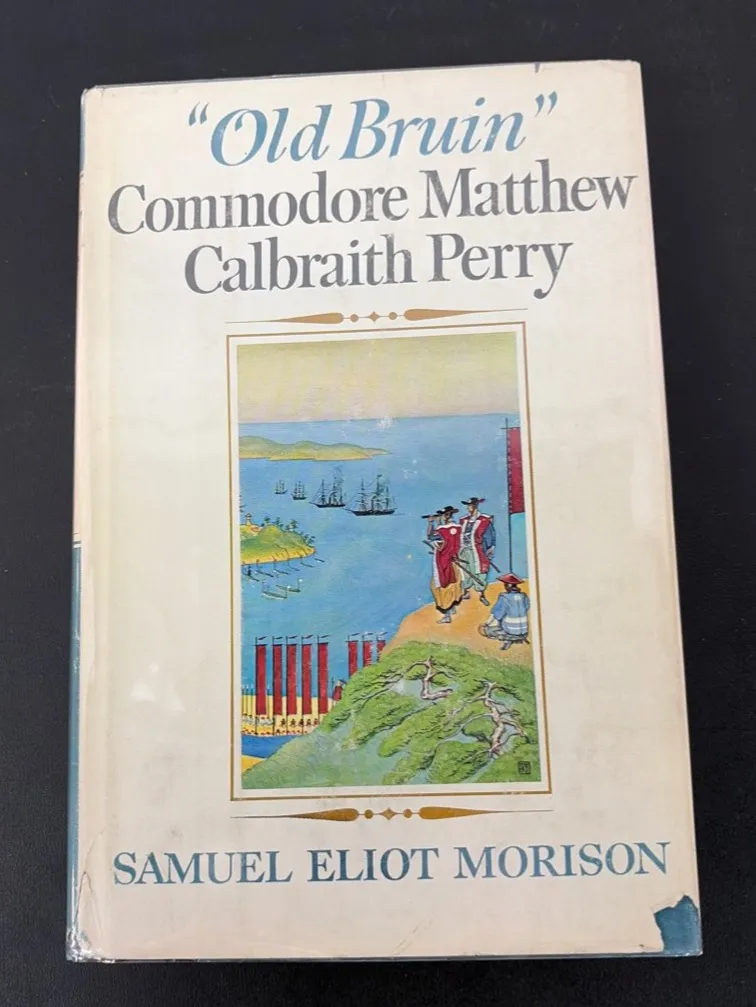 “Old Bruin”
Commodore Matthew
Calbraith Perry
SAMUEL ELIOT MORISON